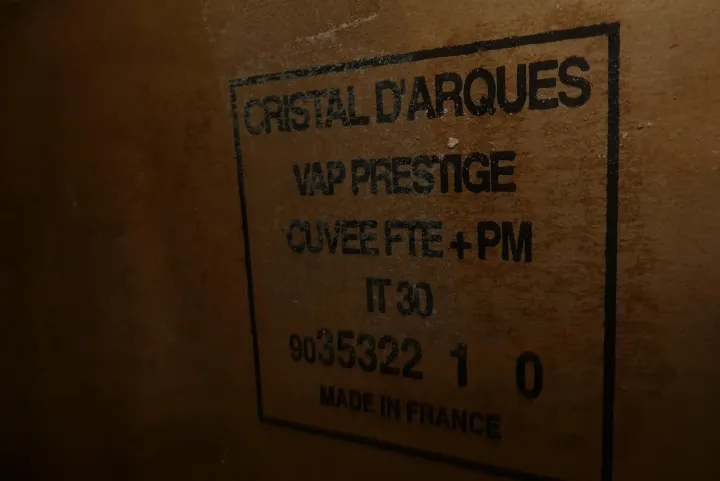 CRISTAL D'ARQUES
VAP PRESTIGE
CUVEE FTE + PM
IT 30
9035322 1 0
MADE IN FRANCE